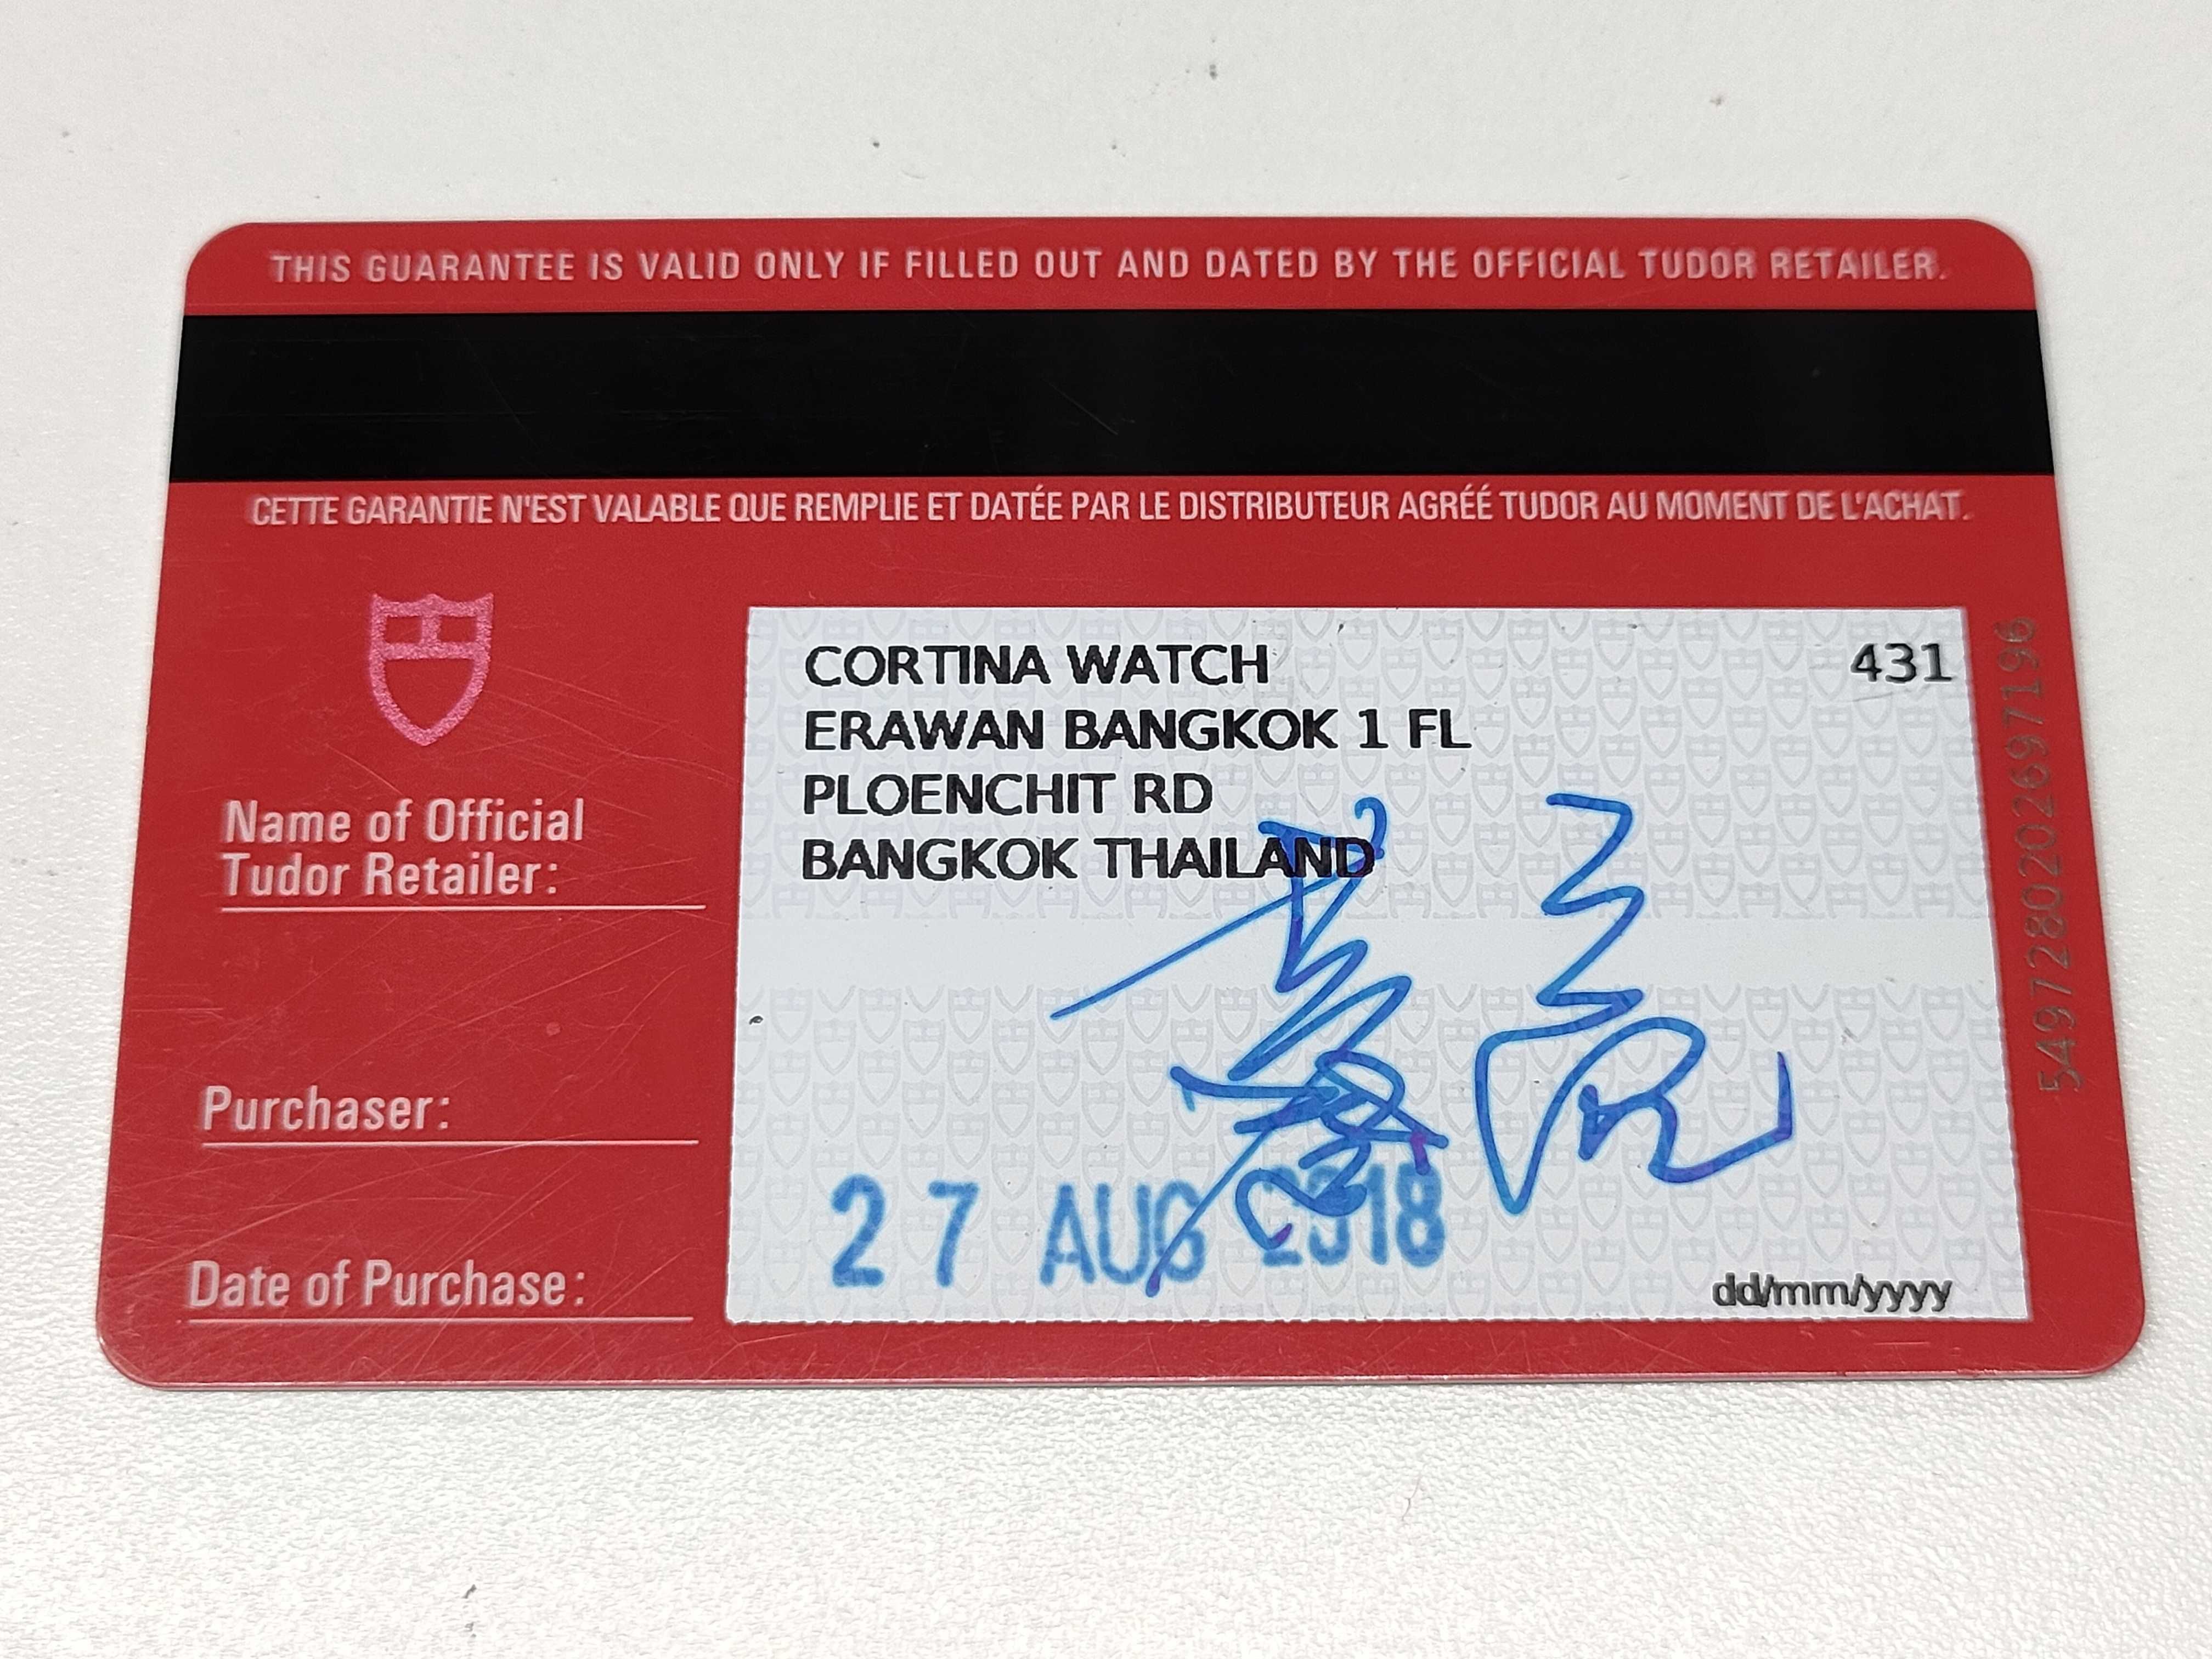 THIS GUARANTEE IS VALID ONLY IF FILLED OUT AND DATED BY THE OFFICIAL TUDOR RETAILER.
CETTE GARANTIE N'EST VALABLE QUE REMPLIE ET DATÉE PAR LE DISTRIBUTEUR AGRÉÉ TUDOR AU MOMENT DE L'ACHAT.
CORTINA WATCH 431
ERAWAN BANGKOK 1 FL
PLOENCHIT RD
BANGKOK THAILAND
Name of Official
Tudor Retailer:
Purchaser:
Date of Purchase:
27 AUG 2018
dd/mm/yyyy
5497280202697196